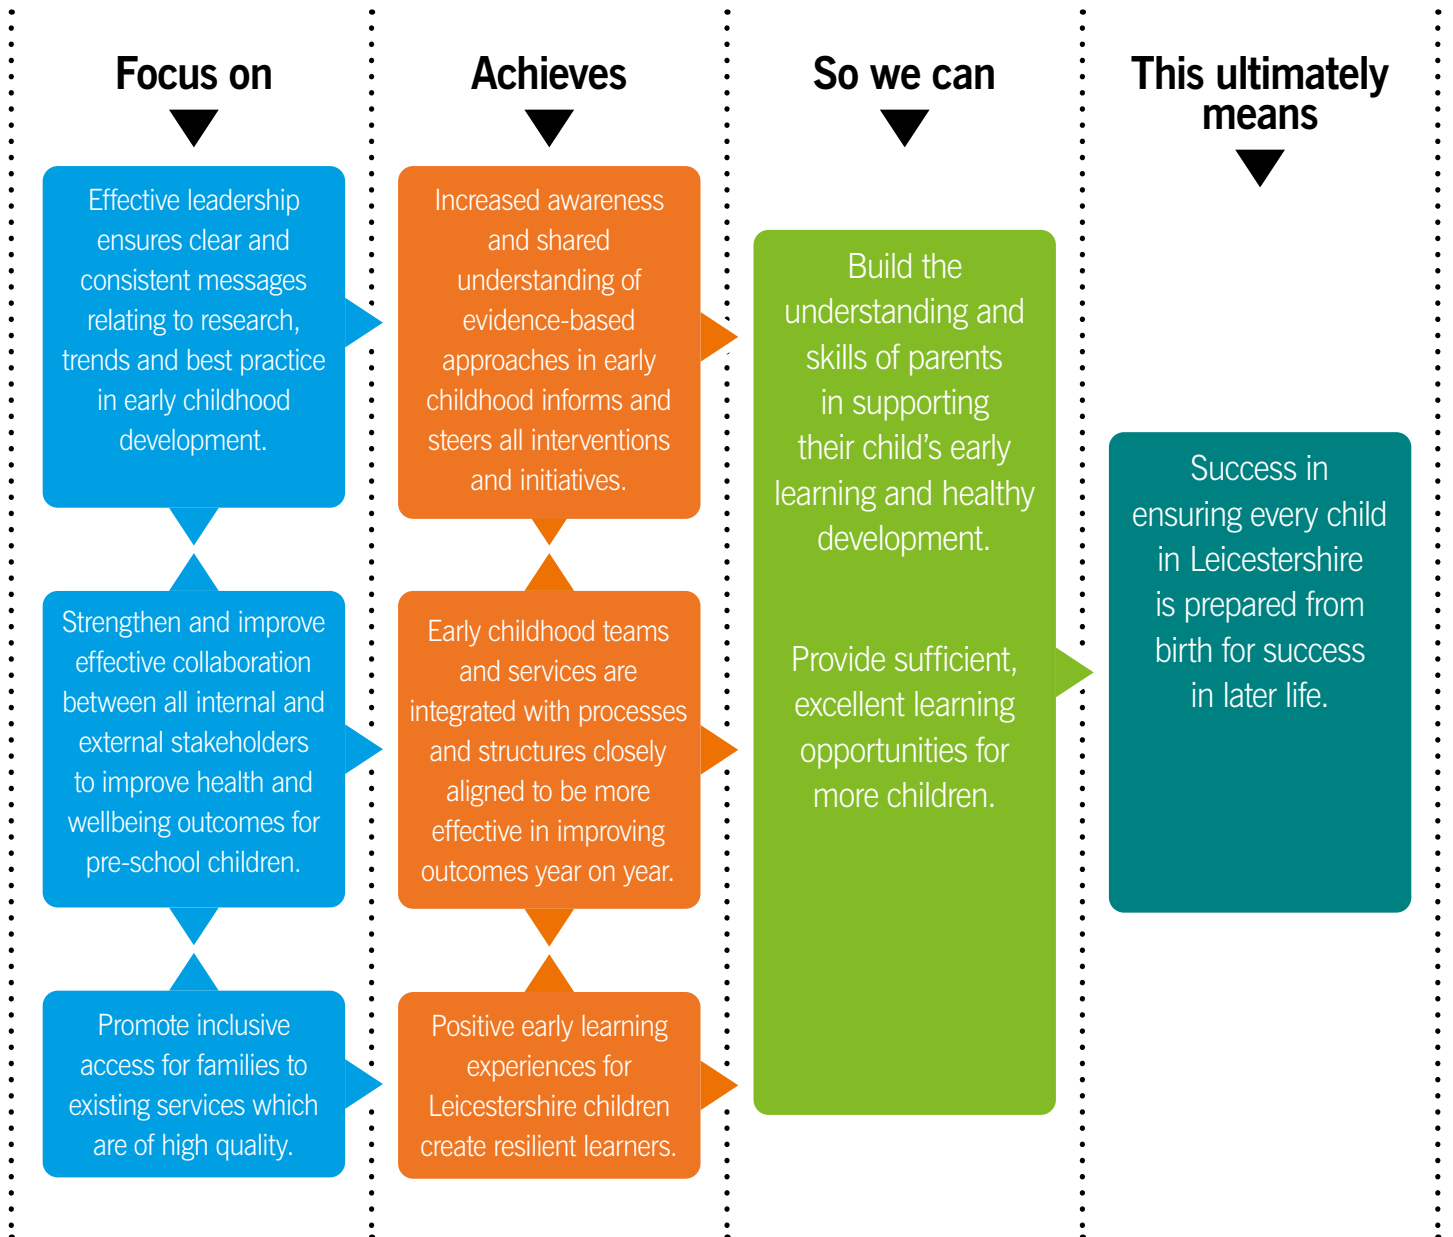 Focus on
Effective leadership
ensures clear and
consistent messages
relating to research,
trends and best practice
in early childhood
development.
Strengthen and improve
effective collaboration
between all internal and
external stakeholders
to improve health and
wellbeing outcomes for
pre-school children.
Promote inclusive
access for families to
existing services which
are of high quality.
Achieves
Increased awareness
and shared
understanding of
evidence-based
approaches in early
childhood informs and
steers all interventions
and initiatives.
Early childhood teams
and services are
integrated with processes
and structures closely
aligned to be more
effective in improving
outcomes year on year.
Positive early learning
experiences for
Leicestershire children
create resilient learners.
So we can
Build the
understanding and
skills of parents
in supporting
their child’s early
learning and healthy
development.
Provide sufficient,
excellent learning
opportunities for
more children.
This ultimately
means
Success in
ensuring every child
in Leicestershire
is prepared from
birth for success
in later life.